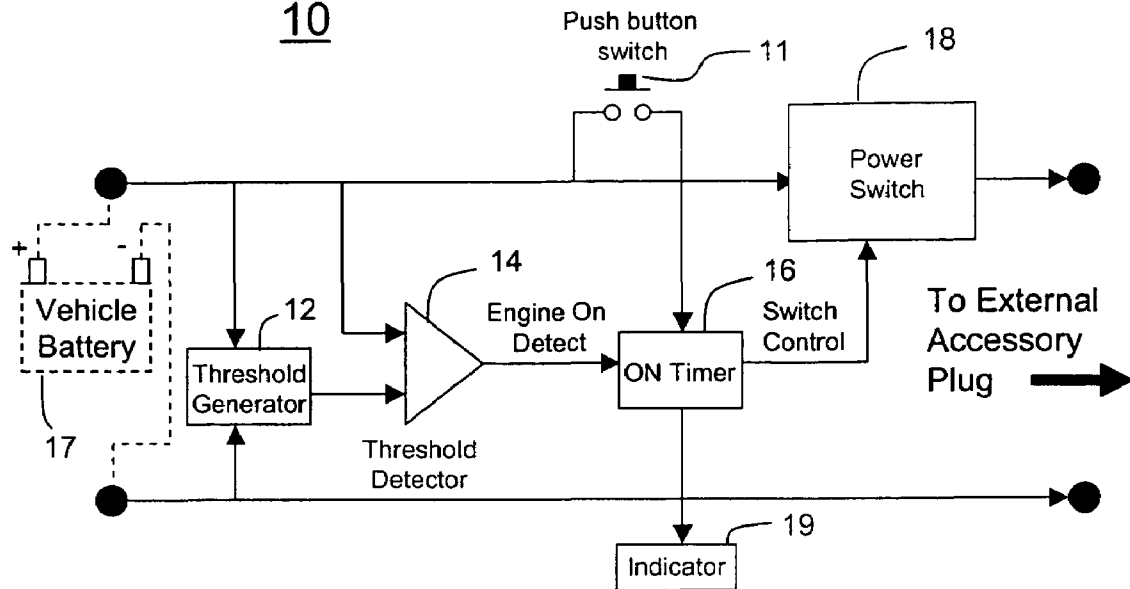 10
Push button
switch
11
18
Power
Switch
+
-
Vehicle
Battery
17
12
Threshold
Generator
14
Threshold
Detector
Engine On
Detect
16
ON Timer
Switch
Control
To External
Accessory
Plug
19
Indicator